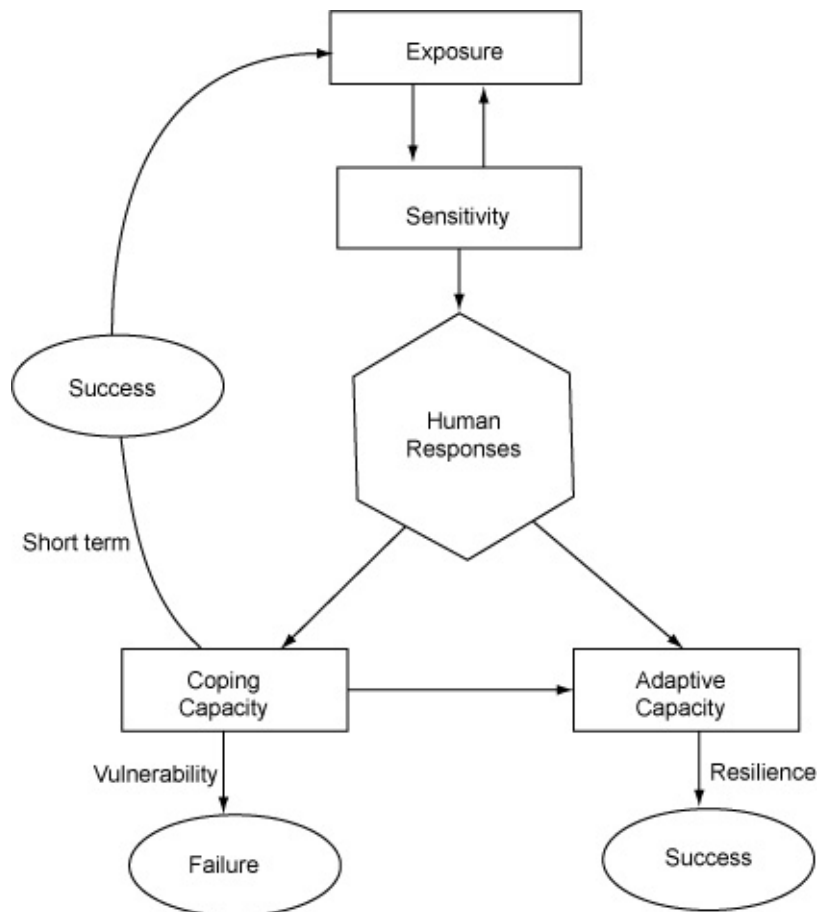 Exposure
Sensitivity
Success
Human
Responses
Short term
Coping
Capacity
Adaptive
Capacity
Vulnerability
Resilience
Failure
Success